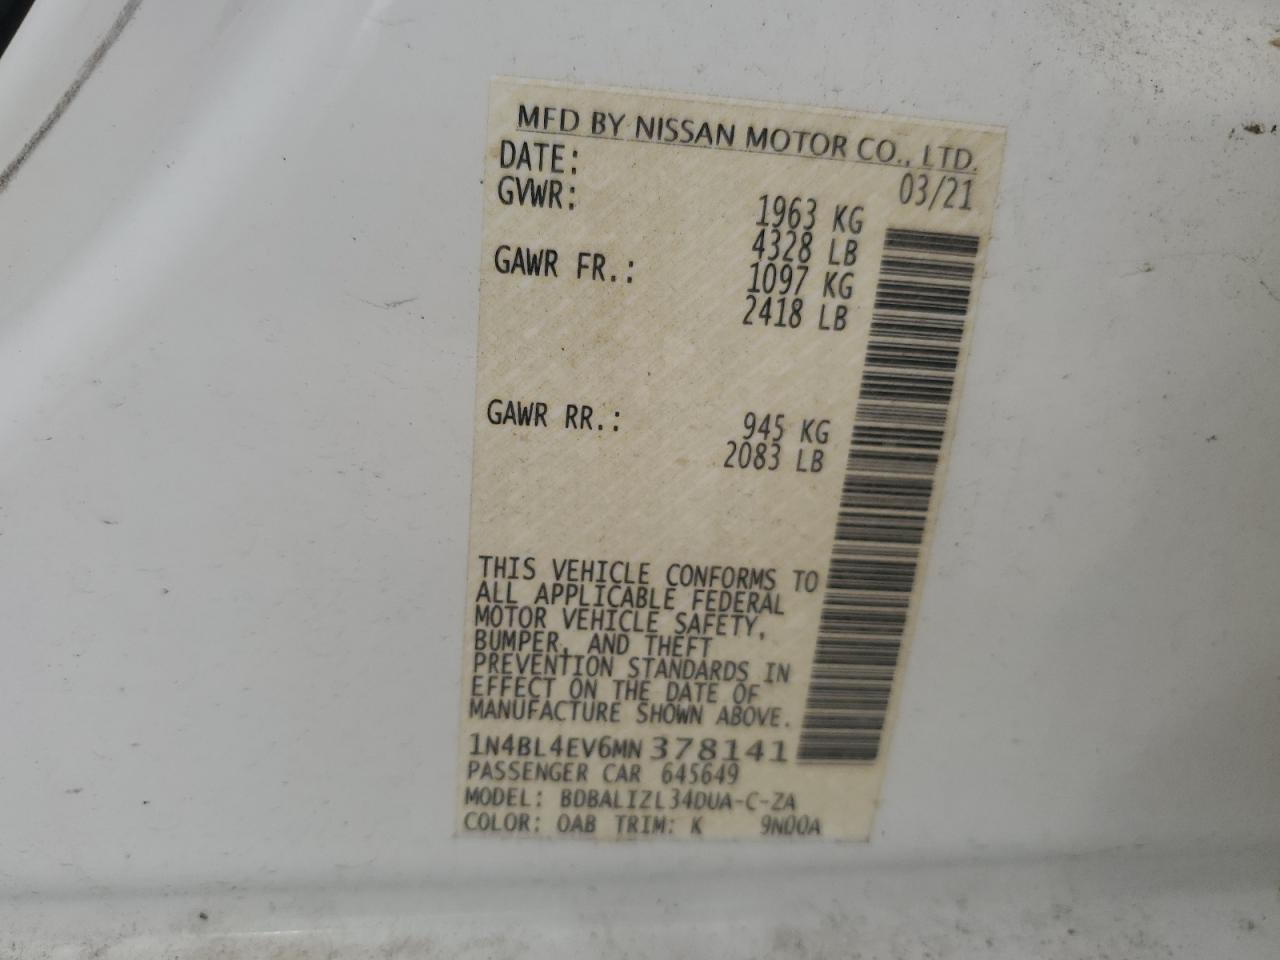 MFD BY NISSAN MOTOR CO., LTD.
DATE: 03/21
GVWR: 1963 KG
4328 LB
GAWR FR.: 1097 KG
2418 LB
GAWR RR.: 945 KG
2083 LB
THIS VEHICLE CONFORMS TO
ALL APPLICABLE FEDERAL
MOTOR VEHICLE SAFETY,
BUMPER, AND THEFT
PREVENTION STANDARDS IN
EFFECT ON THE DATE OF
MANUFACTURE SHOWN ABOVE.
1N4BL4EV6MN378141
PASSENGER CAR 645649
MODEL: BDBALIZL34DUA-C-ZA
COLOR: QAB TRIM: K 9N00A